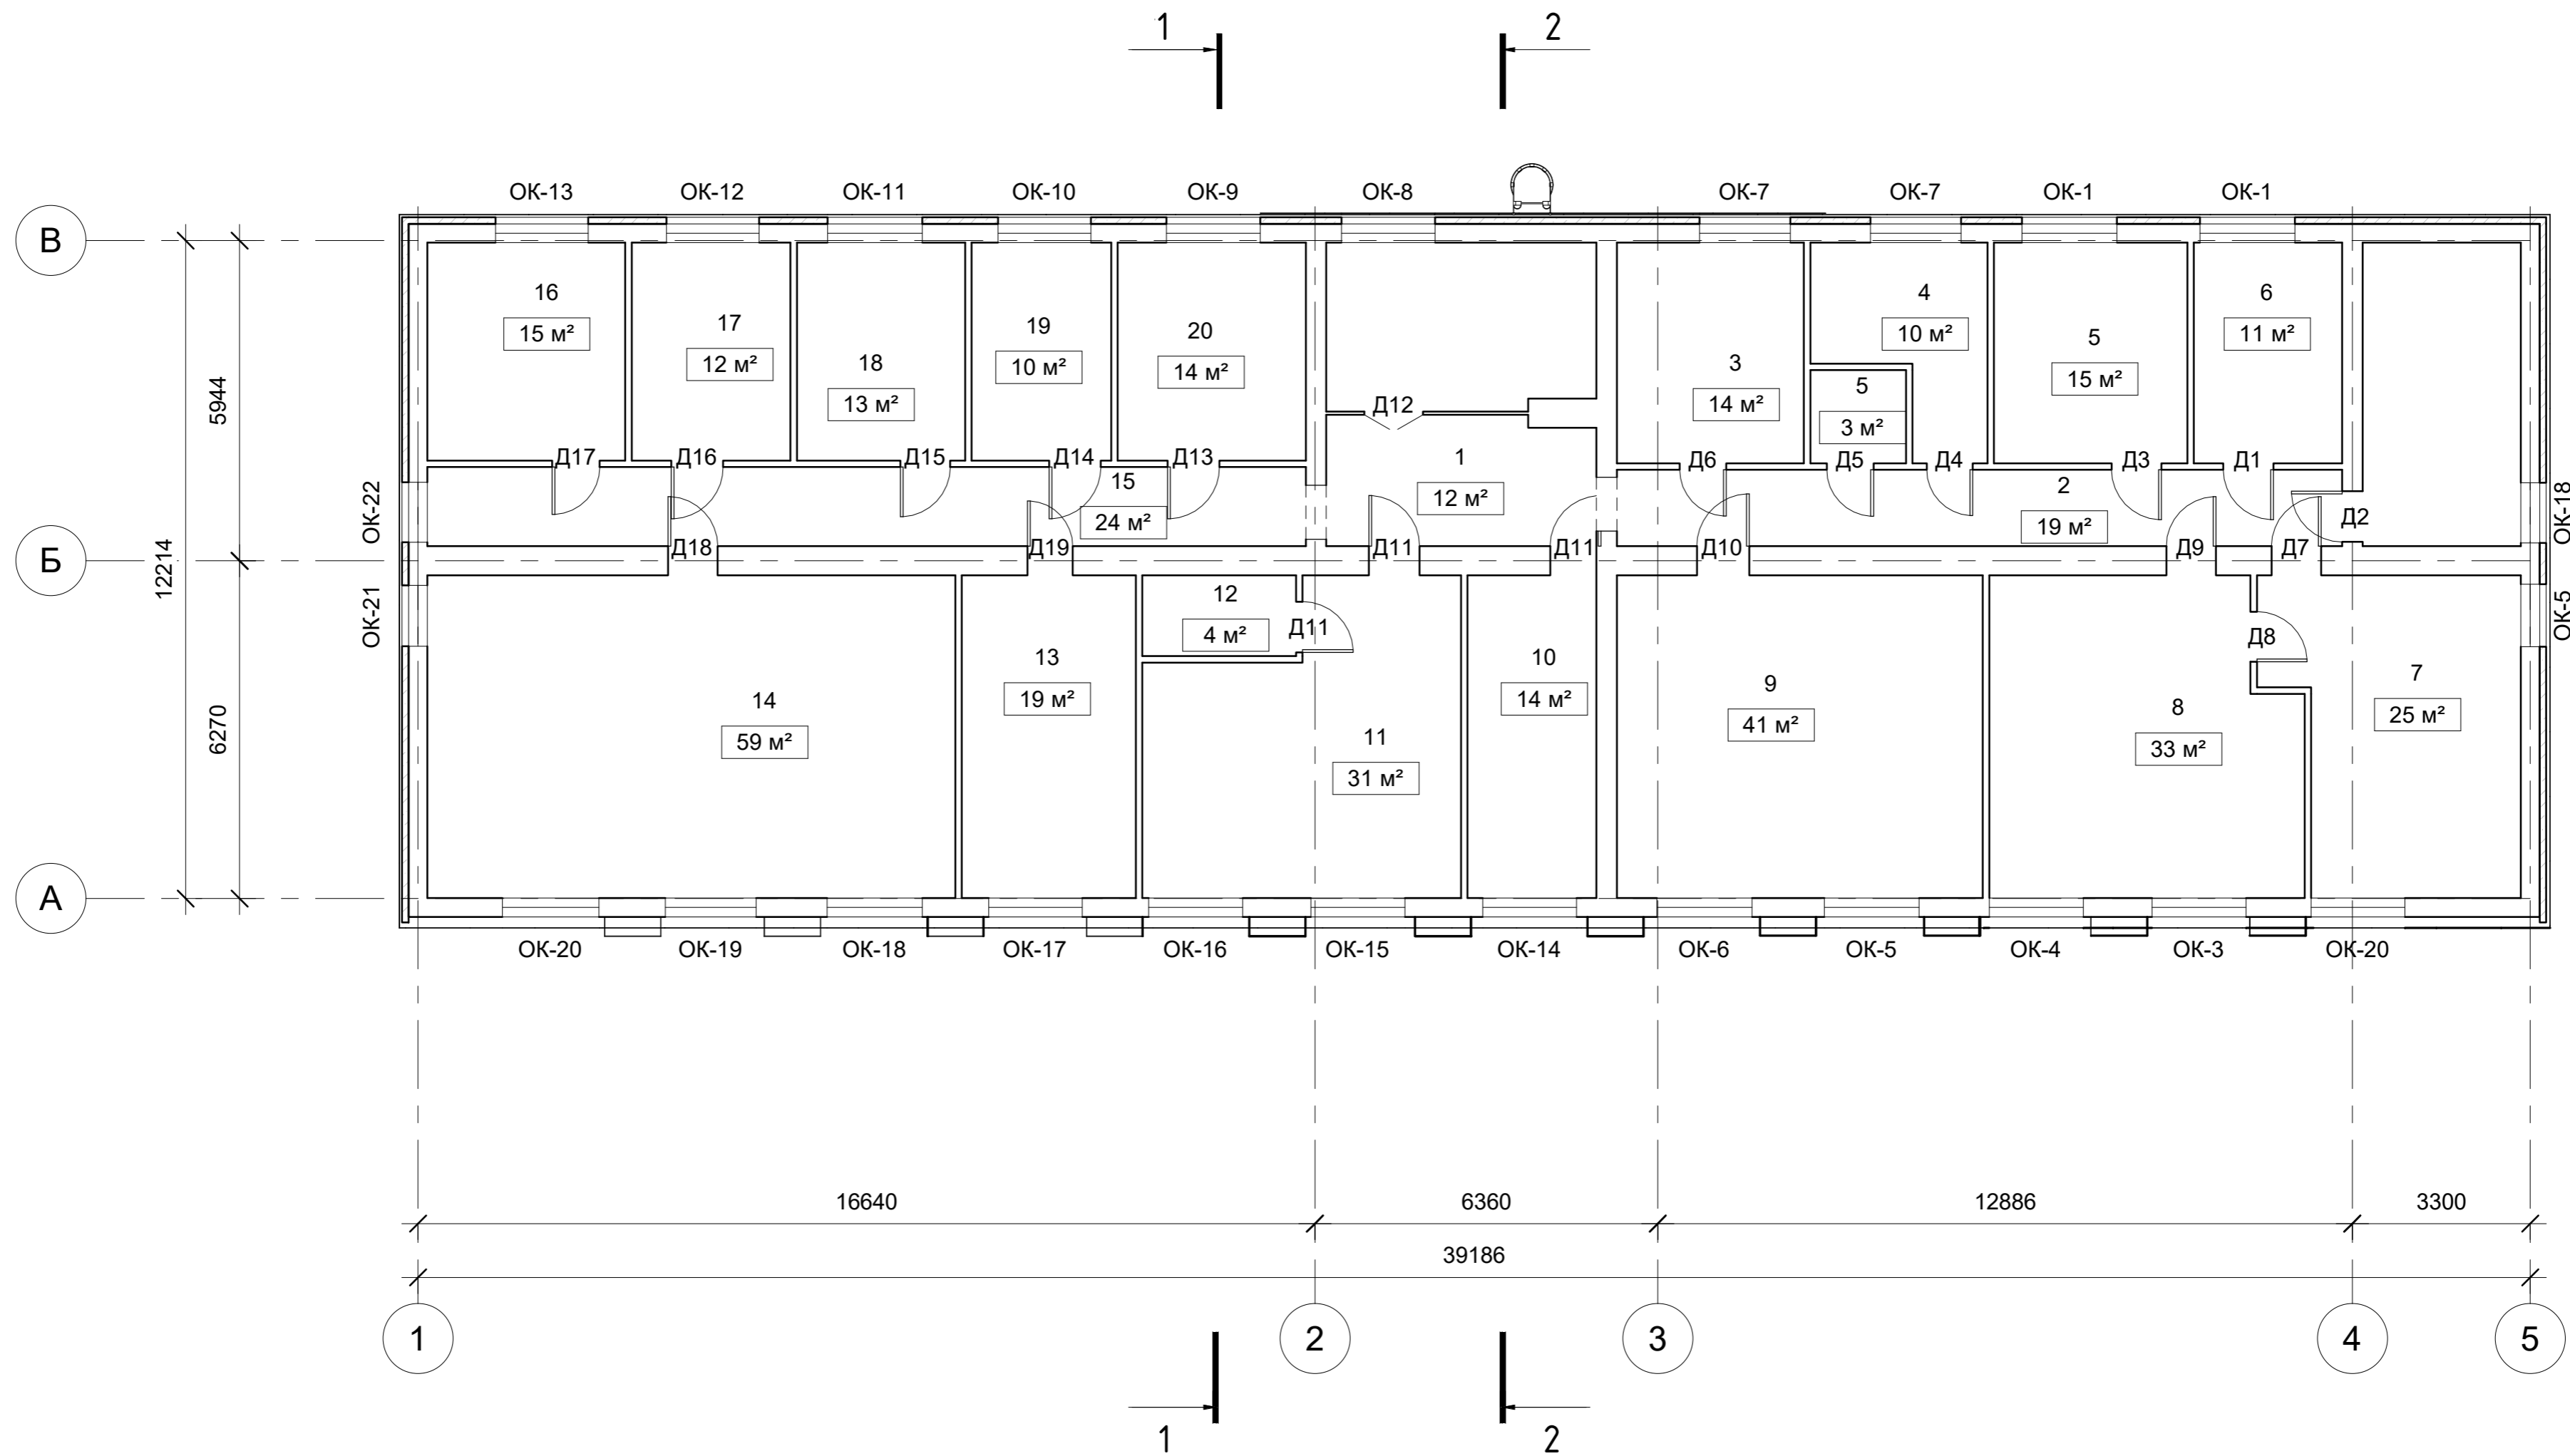 1
2
ОК-13
ОК-12
ОК-11
ОК-10
ОК-9
ОК-8
ОК-7
ОК-7
ОК-1
ОК-1
В
Б
А
5944
12214
6270
ОК-22
ОК-21
ОК-18
ОК-5
16
15 м²
17
12 м²
18
13 м²
19
10 м²
20
14 м²
3
14 м²
4
10 м²
5
3 м²
5
15 м²
6
11 м²
Д12
1
12 м²
Д17
Д16
Д15
Д14
Д13
Д6
Д5
Д4
Д3
Д1
15
24 м²
2
19 м²
Д2
Д18
Д19
Д11
Д11
Д10
Д9
Д7
12
4 м²
Д11
Д8
14
59 м²
13
19 м²
11
31 м²
10
14 м²
9
41 м²
8
33 м²
7
25 м²
ОК-20
ОК-19
ОК-18
ОК-17
ОК-16
ОК-15
ОК-14
ОК-6
ОК-5
ОК-4
ОК-3
ОК-20
16640
6360
12886
3300
39186
1
2
3
4
5
1
2